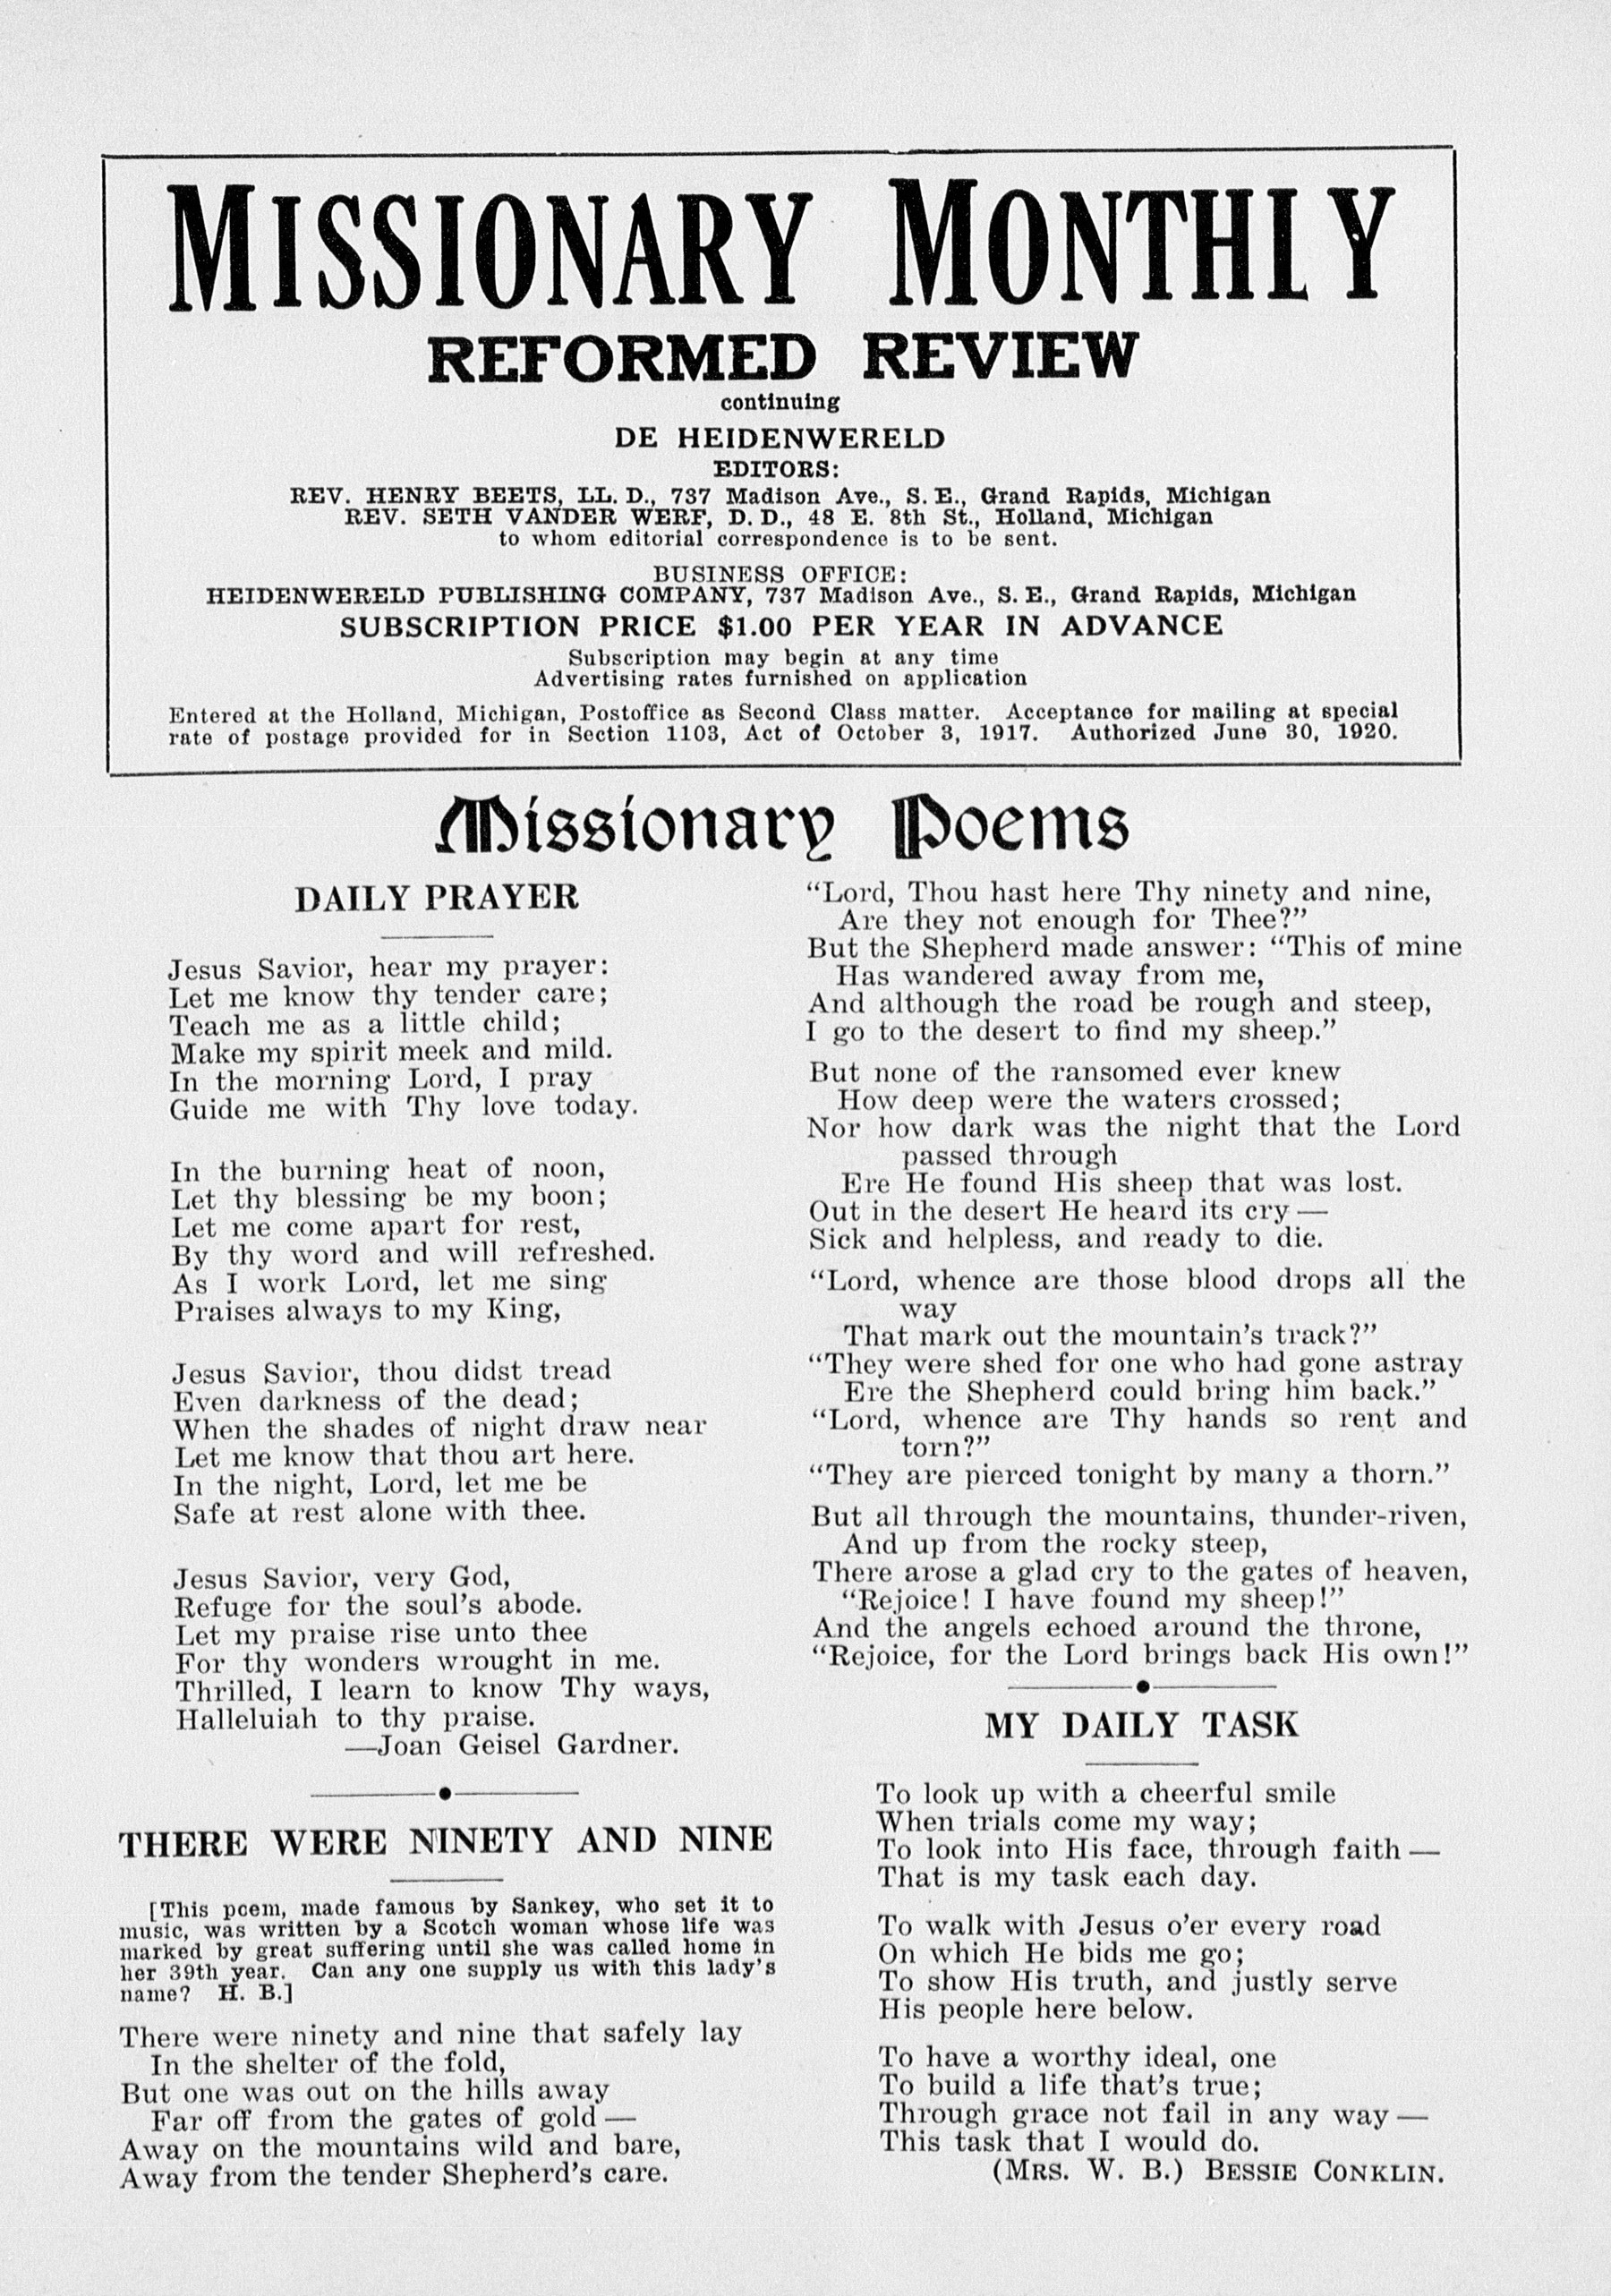 MISSIONARY MONTHLY
REFORMED REVIEW
continuing
DE HEIDENWERELD
EDITORS:
REV. HENRY BEETS, LL. D., 737 Madison Ave., S. E., Grand Rapids, Michigan
REV. SETH VANDER WERF, D. D., 48 E. 8th St., Holland, Michigan
to whom editorial correspondence is to be sent.
BUSINESS OFFICE:
HEIDENWERELD PUBLISHING COMPANY, 737 Madison Ave., S. E., Grand Rapids, Michigan
SUBSCRIPTION PRICE $1.00 PER YEAR IN ADVANCE
Subscription may begin at any time
Advertising rates furnished on application
Entered at the Holland, Michigan, Postoffice as Second Class matter. Acceptance for mailing at special
rate of postage provided for in Section 1103, Act of October 3, 1917. Authorized June 30, 1920.
Missionary Poems
DAILY PRAYER
Jesus Savior, hear my prayer:
Let me know thy tender care;
Teach me as a little child;
Make my spirit meek and mild.
In the morning Lord, I pray
Guide me with Thy love today.
In the burning heat of noon,
Let thy blessing be my boon;
Let me come apart for rest,
By thy word and will refreshed.
As I work Lord, let me sing
Praises always to my King,
Jesus Savior, thou didst tread
Even darkness of the dead;
When the shades of night draw near
Let me know that thou art here.
In the night, Lord, let me be
Safe at rest alone with thee.
Jesus Savior, very God,
Refuge for the soul's abode.
Let my praise rise unto thee
For thy wonders wrought in me.
Thrilled, I learn to know Thy ways,
Halleluiah to thy praise.
—Joan Geisel Gardner.
THERE WERE NINETY AND NINE
[This pcem, made famous by Sankey, who set it to
music, was written by a Scotch woman whose life was
marked by great suffering until she was called home in
her 39th year. Can any one supply us with this lady's
name? H. B.]
There were ninety and nine that safely lay
In the shelter of the fold,
But one was out on the hills away
Far off from the gates of gold —
Away on the mountains wild and bare,
Away from the tender Shepherd's care.
“Lord, Thou hast here Thy ninety and nine,
Are they not enough for Thee?”
But the Shepherd made answer: “This of mine
Has wandered away from me,
And although the road be rough and steep,
I go to the desert to find my sheep.”
But none of the ransomed ever knew
How deep were the waters crossed;
Nor how dark was the night that the Lord
passed through
Ere He found His sheep that was lost.
Out in the desert He heard its cry —
Sick and helpless, and ready to die.
“Lord, whence are those blood drops all the
way
That mark out the mountain's track?”
“They were shed for one who had gone astray
Ere the Shepherd could bring him back.”
“Lord, whence are Thy hands so rent and
torn?”
“They are pierced tonight by many a thorn.”
But all through the mountains, thunder-riven,
And up from the rocky steep,
There arose a glad cry to the gates of heaven,
“Rejoice! I have found my sheep!”
And the angels echoed around the throne,
“Rejoice, for the Lord brings back His own!”
MY DAILY TASK
To look up with a cheerful smile
When trials come my way;
To look into His face, through faith —
That is my task each day.
To walk with Jesus o'er every road
On which He bids me go;
To show His truth, and justly serve
His people here below.
To have a worthy ideal, one
To build a life that's true;
Through grace not fail in any way —
This task that I would do.
(MRS. W. B.) BESSIE CONKLIN.